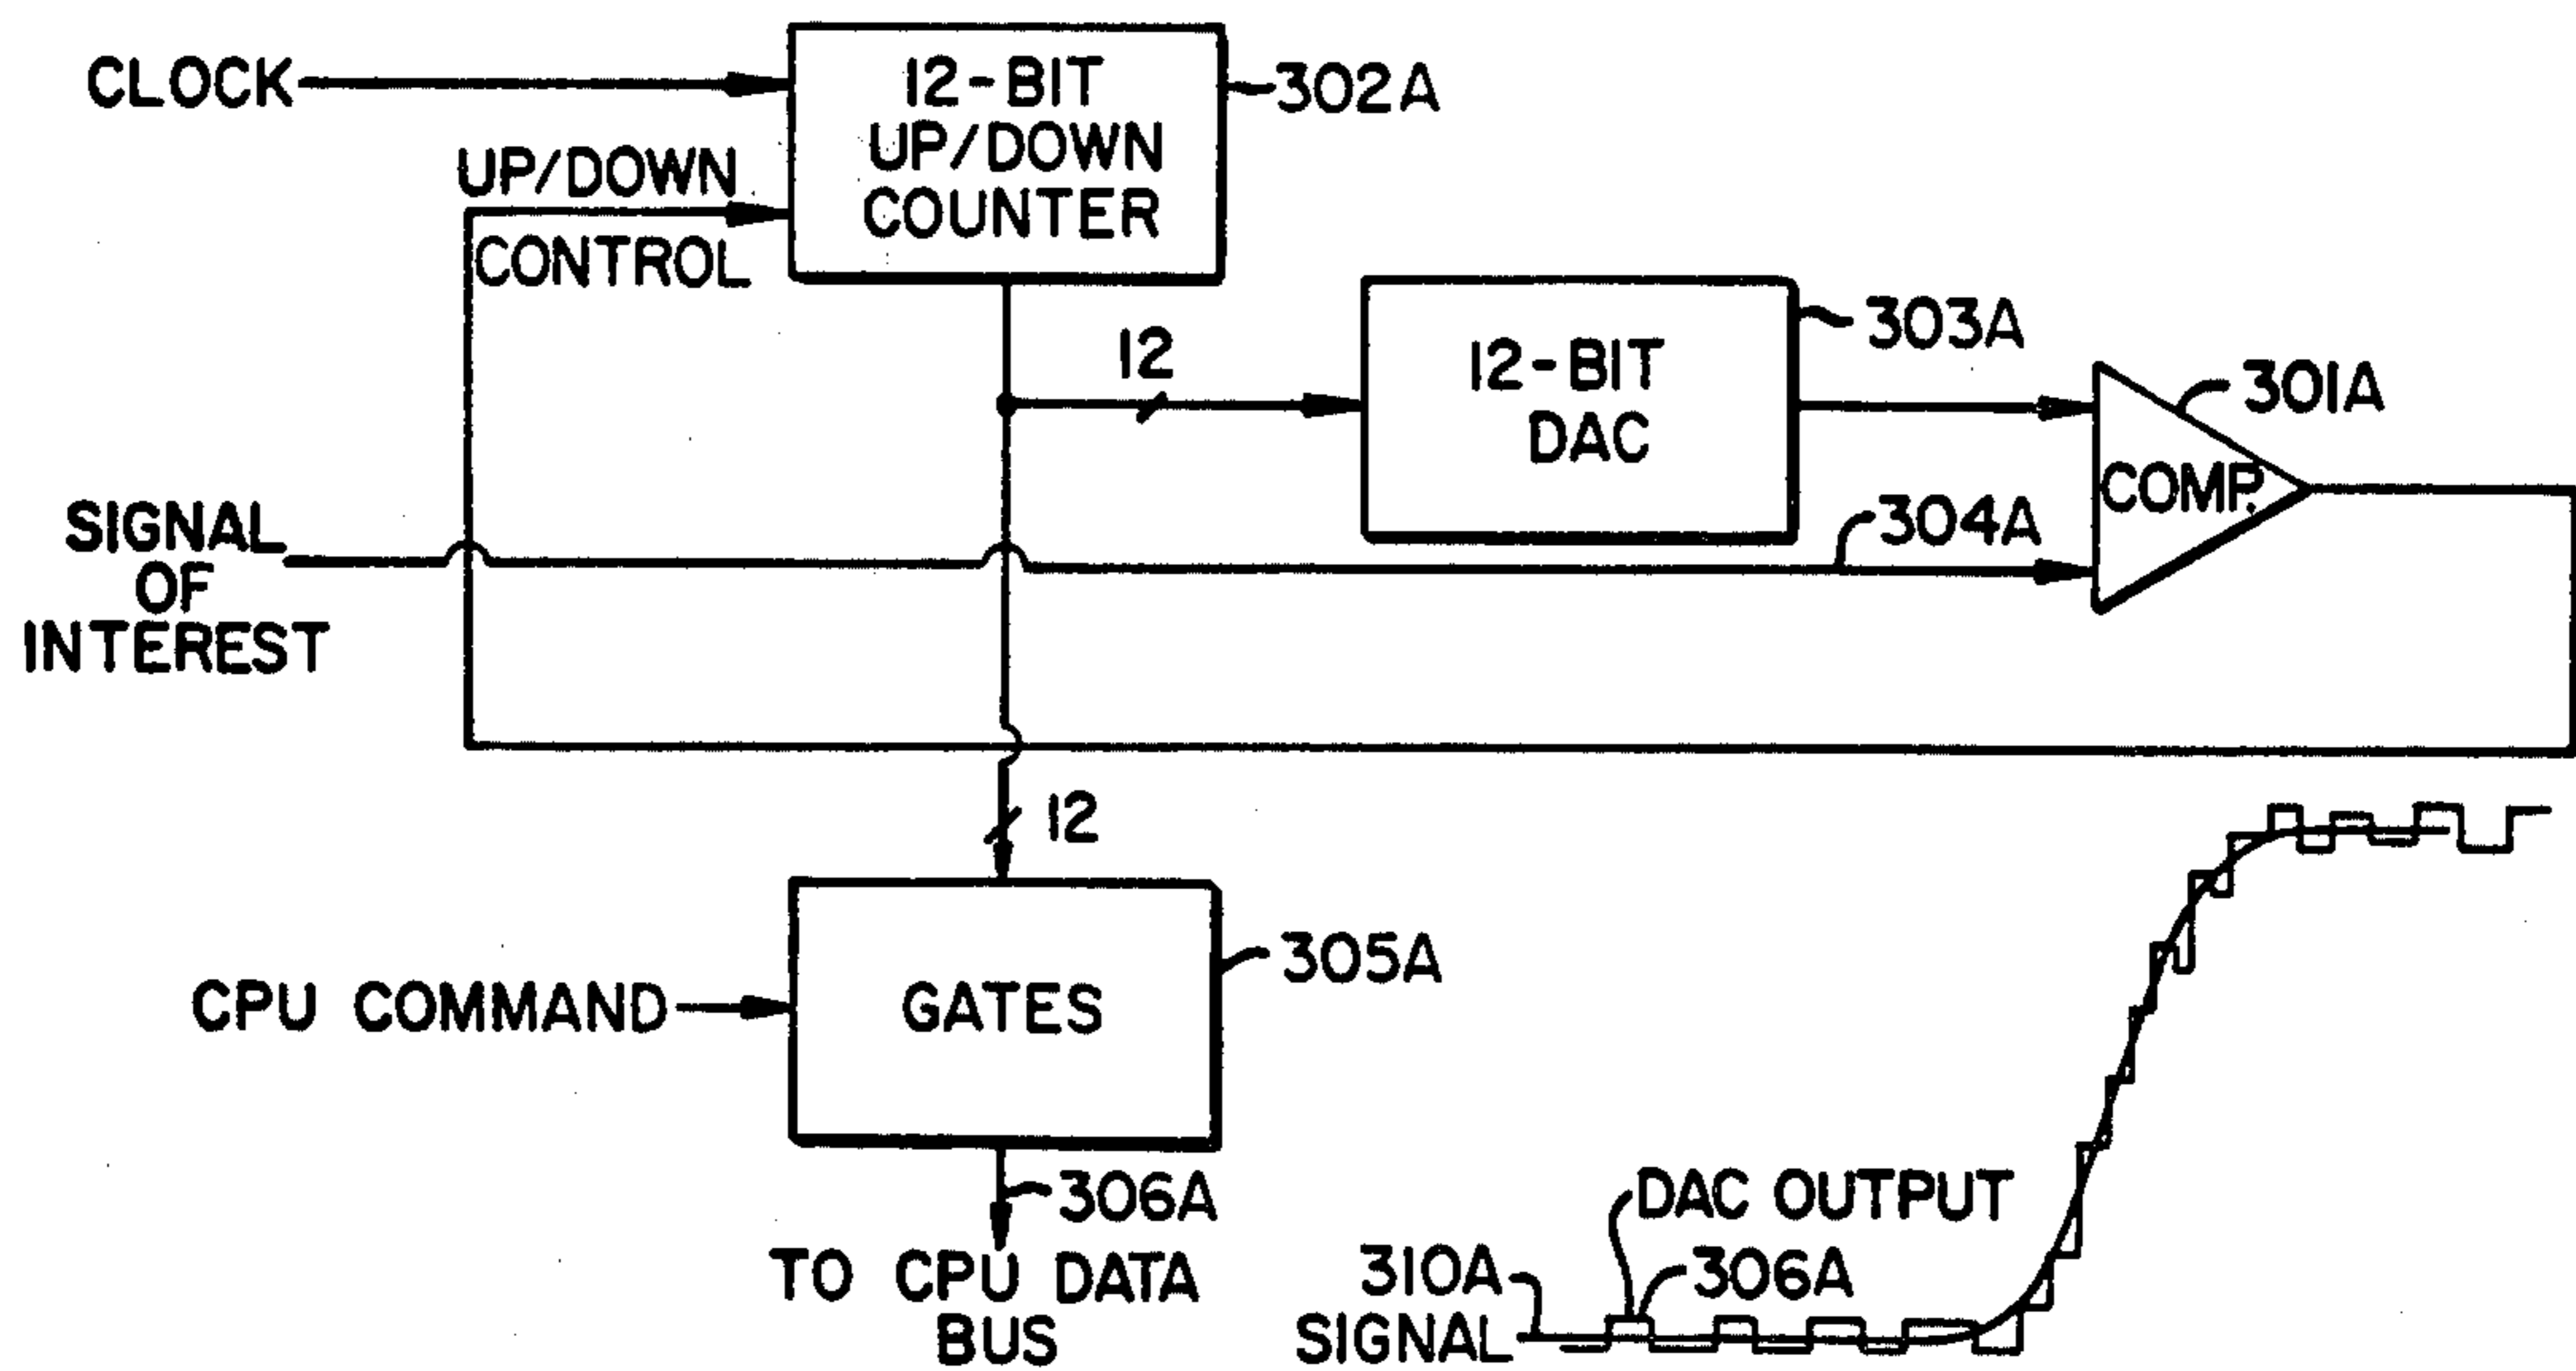 CLOCK
12-BIT
UP/DOWN
COUNTER
302A
UP/DOWN
CONTROL
12
12-BIT
DAC
303A
COMP.
301A
SIGNAL
OF
INTEREST
304A
12
CPU COMMAND
GATES
305A
306A
TO CPU DATA
BUS
DAC OUTPUT
306A
310A
SIGNAL